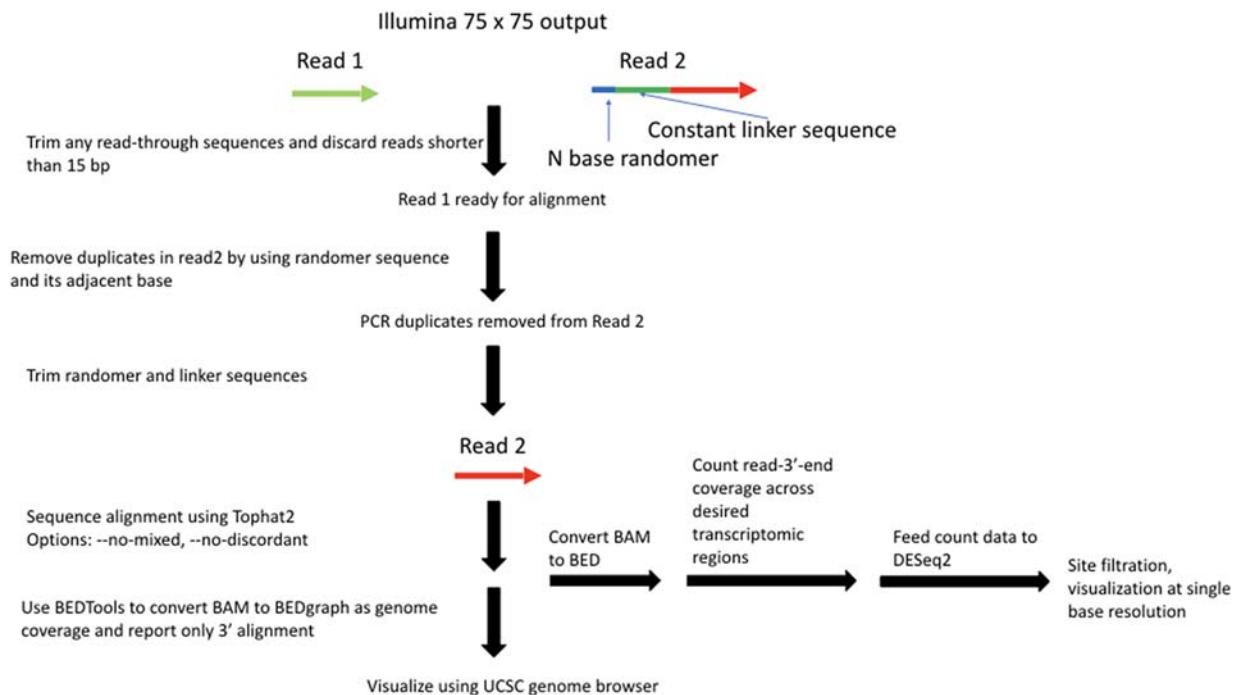 Illumina 75 x 75 output
Read 1
Read 2
Constant linker sequence
N base randomer
Trim any read-through sequences and discard reads shorter
than 15 bp
Read 1 ready for alignment
Remove duplicates in read2 by using randomer sequence
and its adjacent base
PCR duplicates removed from Read 2
Trim randomer and linker sequences
Read 2
Sequence alignment using Tophat2
Options: --no-mixed, --no-discordant
Convert BAM
to BED
Count read-3’-end
coverage across
desired
transcriptomic
regions
Feed count data to
DESeq2
Site filtration,
visualization at single
base resolution
Use BEDTools to convert BAM to BEDgraph as genome
coverage and report only 3’ alignment
Visualize using UCSC genome browser